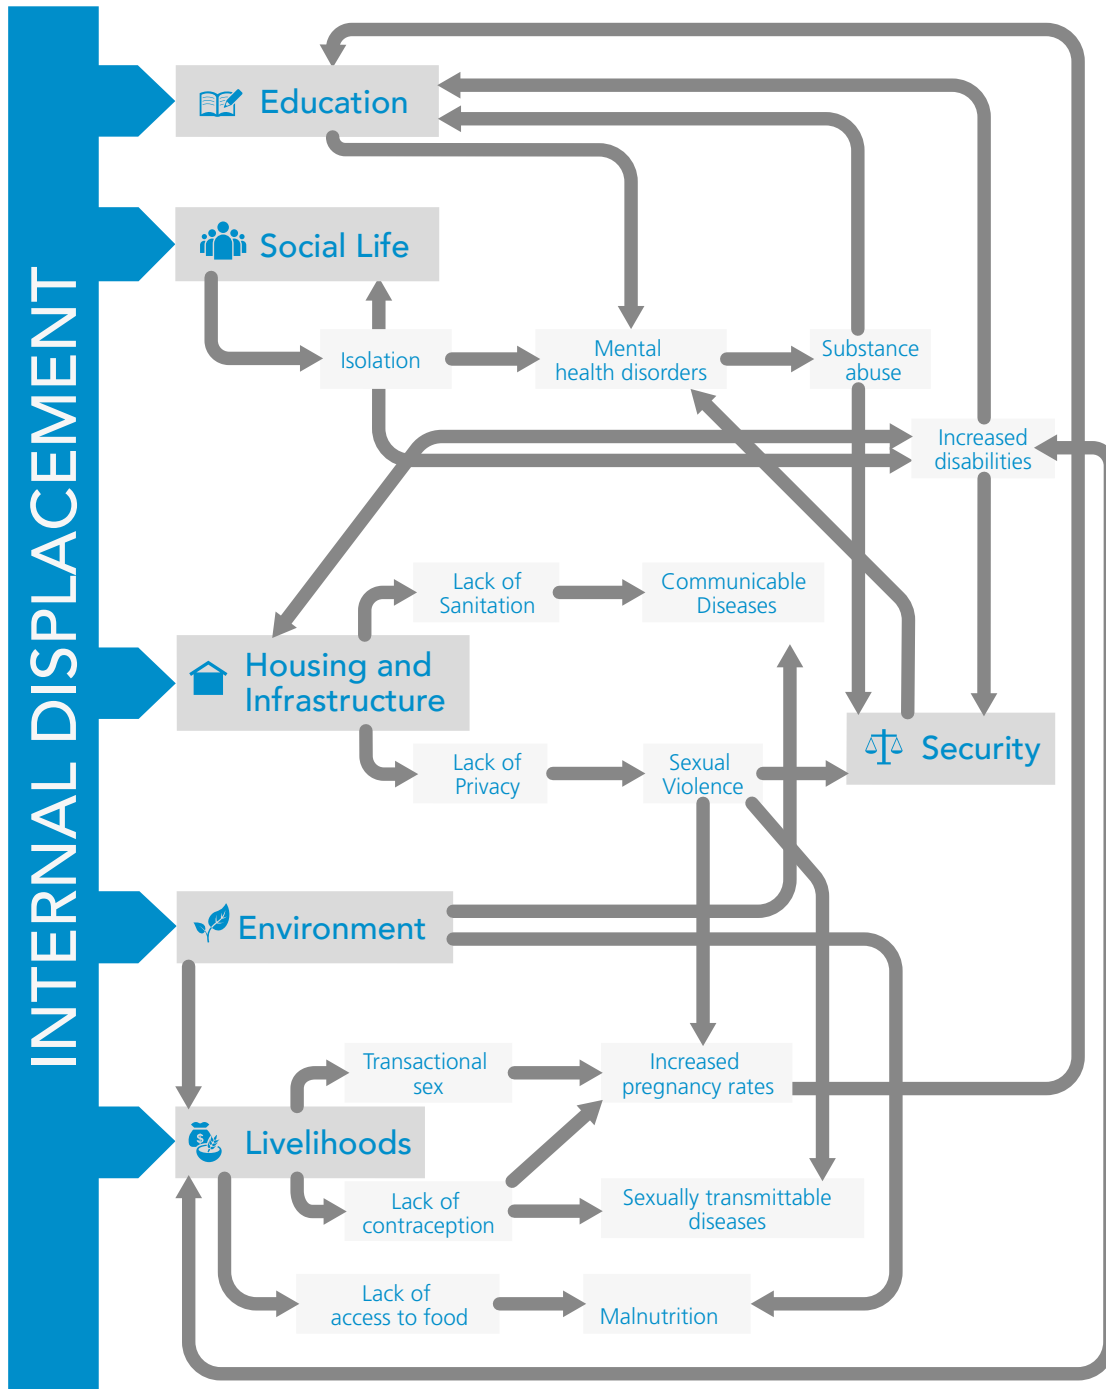 INTERNAL DISPLACEMENT
Education
Social Life
Isolation
Mental
health disorders
Substance
abuse
Increased
disabilities
Lack of
Sanitation
Communicable
Diseases
Housing and
Infrastructure
Lack of
Privacy
Sexual
Violence
Security
Environment
Transactional
sex
Increased
pregnancy rates
$
Livelihoods
Lack of
contraception
Sexually transmittable
diseases
Lack of
access to food
Malnutrition